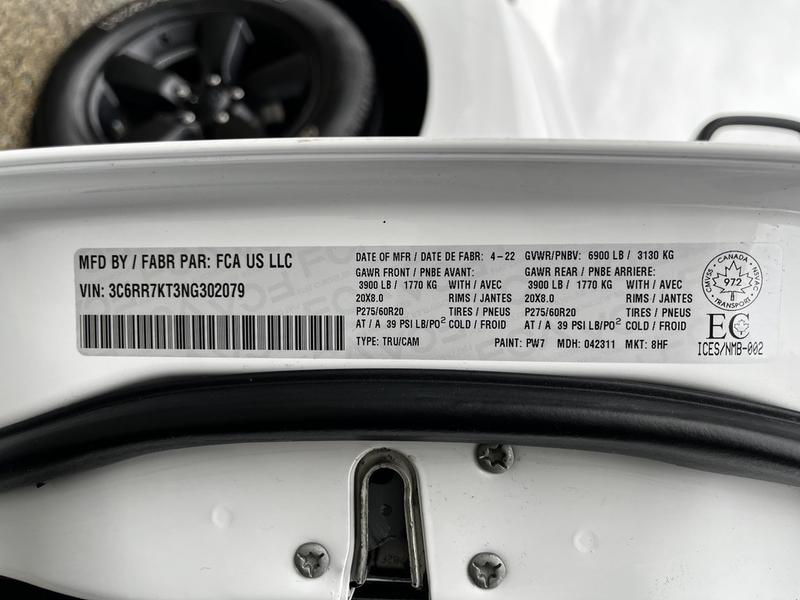 MFD BY / FABR PAR: FCA US LLC
VIN: 3C6RR7KT3NG302079
DATE OF MFR / DATE DE FABR: 4-22 GVWR/PNBV: 6900 LB / 3130 KG
GAWR FRONT / PNBE AVANT: GAWR REAR / PNBE ARRIERE:
3900 LB / 1770 KG WITH / AVEC 3900 LB / 1770 KG WITH / AVEC
20X8.0 RIMS / JANTES 20X8.0 RIMS / JANTES
P275/60R20 TIRES / PNEUS P275/60R20 TIRES / PNEUS
AT / A 39 PSI LB/PO² COLD / FROID AT / A 39 PSI LB/PO² COLD / FROID
TYPE: TRU/CAM PAINT: PW7 MDH: 042311 MKT: 8HF
CANADA
CMVSS NSVAC
972
TRANSPORT
EC
ICES/NMB-002